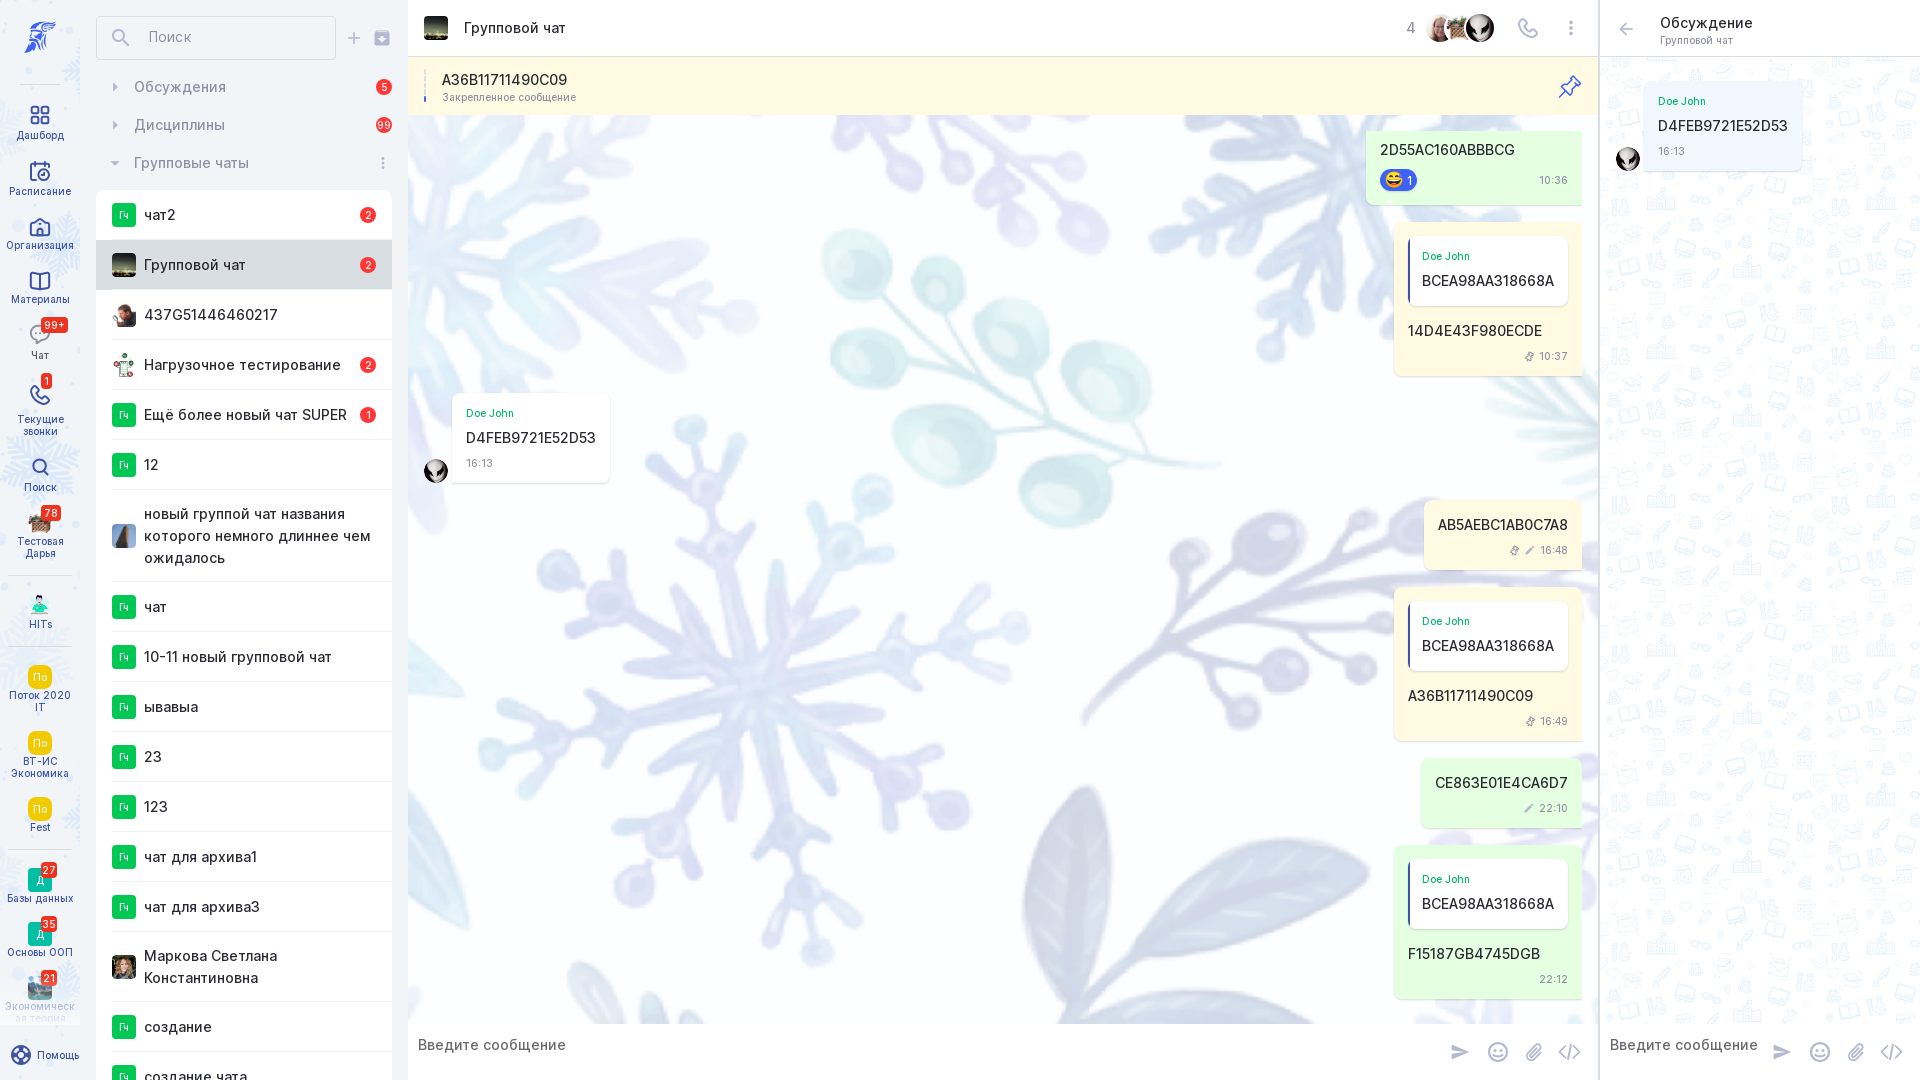 Дашборд
Расписание
Организация
Материалы
99+
Чат
1
Текущие
звонки
Поиск
78
Тестовая
Дарья
HITs
По
Поток 2020
IT
По
ВТ-ИС
Экономика
По
Fest
27
Д
Базы данных
35
Д
Основы ООП
21
Экономическ
ая теория
Помощь
Поиск
Обсуждения
5
Дисциплины
99
Групповые чаты
Гч
чат2
2
Групповой чат
2
437G51446460217
Нагрузочное тестирование
2
Гч
Ещё более новый чат SUPER
1
Гч
12
новый группой чат названия
которого немного длиннее чем
ожидалось
Гч
чат
Гч
10-11 новый групповой чат
Гч
ывавыа
Гч
23
Гч
123
Гч
чат для архива1
Гч
чат для архива3
Маркова Светлана
Константиновна
Гч
создание
Гч
создание чата
Групповой чат
4
A36B11711490C09
Закрепленное сообщение
2D55AC160ABBBCG
1
10:36
Doe John
BCEA98AA318668A
14D4E43F980ECDE
10:37
Doe John
D4FEB9721E52D53
16:13
AB5AEBC1AB0C7A8
16:48
Doe John
BCEA98AA318668A
A36B11711490C09
16:49
CE863E01E4CA6D7
22:10
Doe John
BCEA98AA318668A
F15187GB4745DGB
22:12
Введите сообщение
Обсуждение
Групповой чат
Doe John
D4FEB9721E52D53
16:13
Введите сообщение